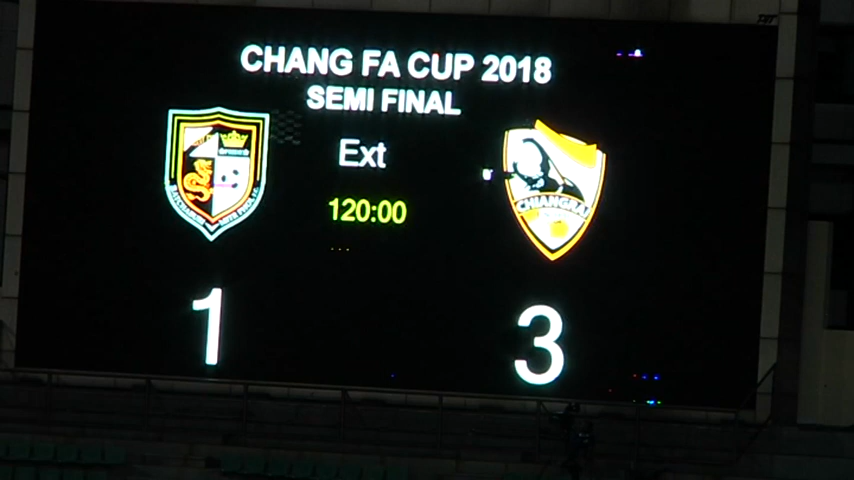 CHANG FA CUP 2018
SEMI FINAL
Ext
120:00
CHIANGRAI
1
3